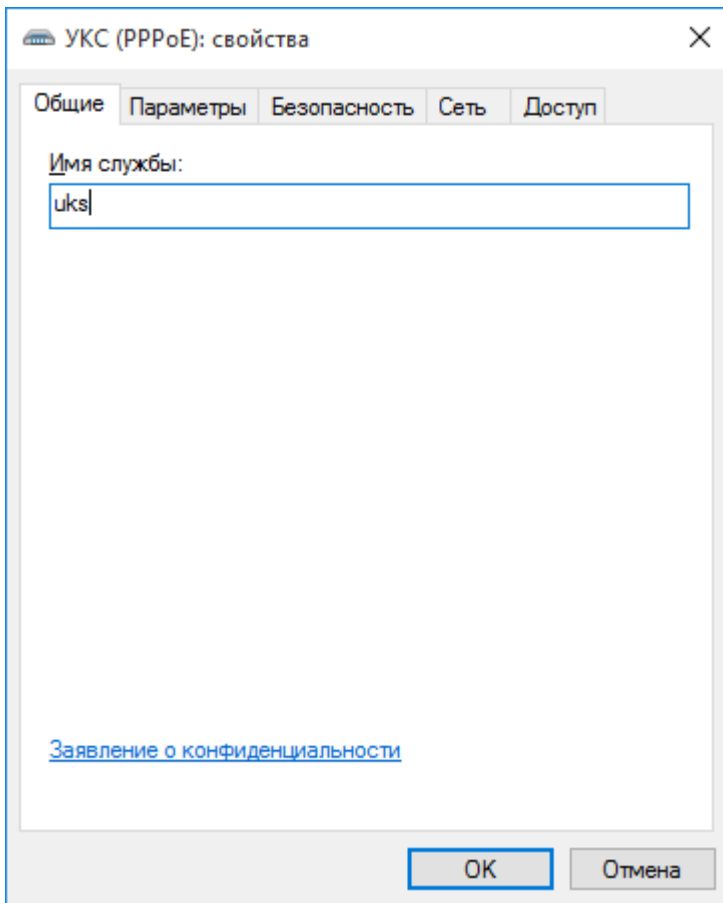 УКС (PPPoE): свойства
Общие Параметры Безопасность Сеть Доступ
Имя службы:
uks
Заявление о конфиденциальности
OK Отмена